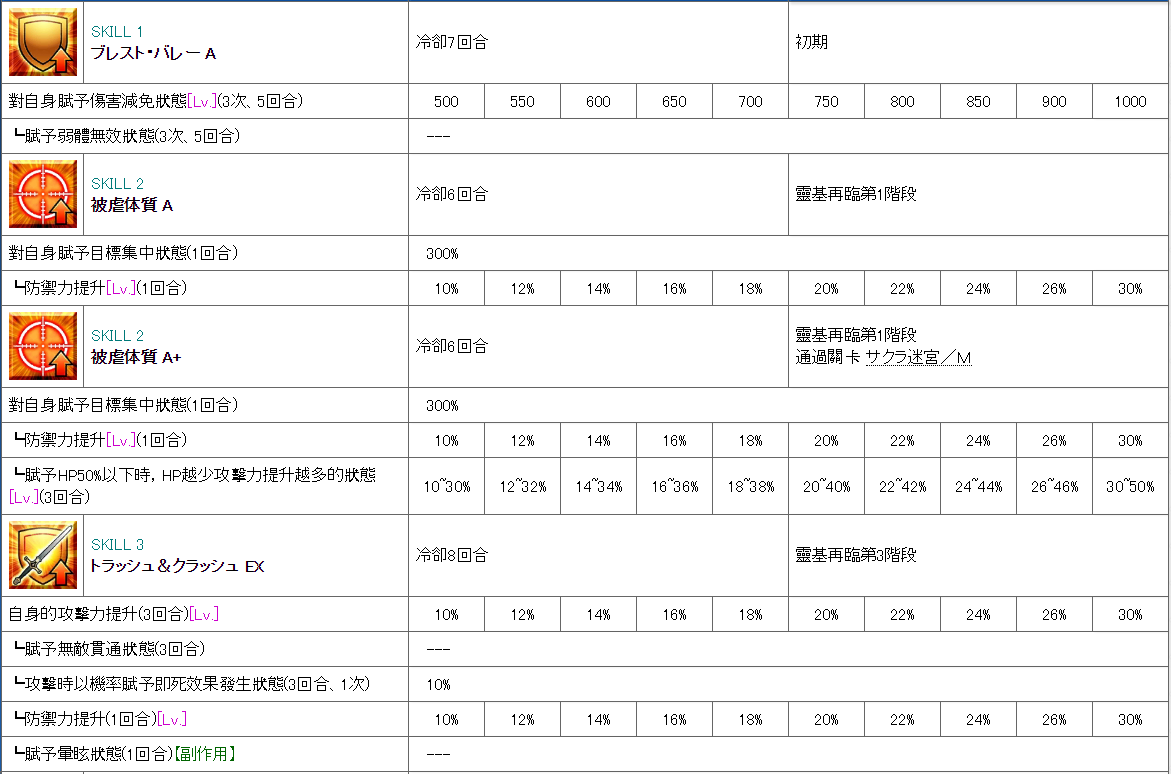 SKILL 1
ブレスト・バレー A
冷卻7回合
初期
對自身賦予傷害減免狀態[Lv.](3次、5回合)
500 550 600 650 700 750 800 850 900 1000
┗賦予弱體無效狀態(3次、5回合)
---
SKILL 2
被虐体質 A
冷卻6回合
靈基再臨第1階段
對自身賦予目標集中狀態(1回合)
300%
┗防禦力提升[Lv.](1回合)
10% 12% 14% 16% 18% 20% 22% 24% 26% 30%
SKILL 2
被虐体質 A+
冷卻6回合
靈基再臨第1階段
通過關卡 サクラ迷宮／M
對自身賦予目標集中狀態(1回合)
300%
┗防禦力提升[Lv.](1回合)
10% 12% 14% 16% 18% 20% 22% 24% 26% 30%
┗賦予HP50%以下時，HP越少攻擊力提升越多的狀態
[Lv.](3回合)
10~30% 12~32% 14~34% 16~36% 18~38% 20~40% 22~42% 24~44% 26~46% 30~50%
SKILL 3
トラッシュ＆クラッシュ EX
冷卻8回合
靈基再臨第3階段
自身的攻擊力提升(3回合)[Lv.]
10% 12% 14% 16% 18% 20% 22% 24% 26% 30%
┗賦予無敵貫通狀態(3回合)
---
┗攻擊時以機率賦予即死效果發生狀態(3回合、1次)
10%
┗防禦力提升(1回合)[Lv.]
10% 12% 14% 16% 18% 20% 22% 24% 26% 30%
┗賦予暈眩狀態(1回合)【副作用】
---